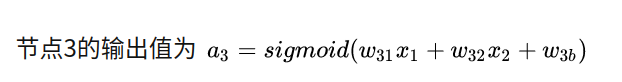 节点3的输出值为 a₃ = sigmoid(w₃₁x₁ + w₃₂x₂ + w₃b)